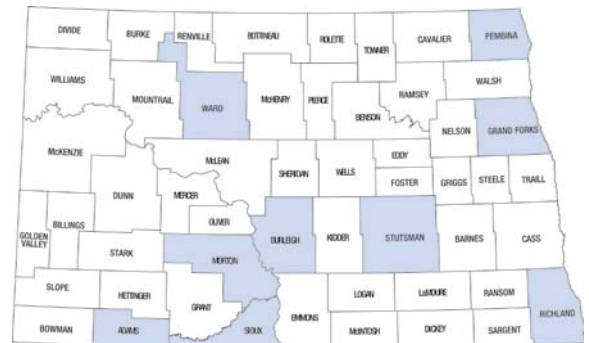 DIVIDE
BURKE
RENVILLE
BOTTINEAU
ROLETTE
TOWNER
CAVALIER
PEMBINA
WILLIAMS
MOUNTRAIL
WARD
McHENRY
PIERCE
BENSON
RAMSEY
WALSH
NELSON
GRAND FORKS
McKENZIE
McLEAN
SHERIDAN
WELLS
EDDY
FOSTER
GRIGGS
STEELE
TRAILL
DUNN
MERCER
OLIVER
GOLDEN
VALLEY
BILLINGS
STARK
MORTON
BURLEIGH
KIDDER
STUTSMAN
BARNES
CASS
SLOPE
HETTINGER
GRANT
EMMONS
LOGAN
LaMOURE
RANSOM
RICHLAND
BOWMAN
ADAMS
SIOUX
McINTOSH
DICKEY
SARGENT